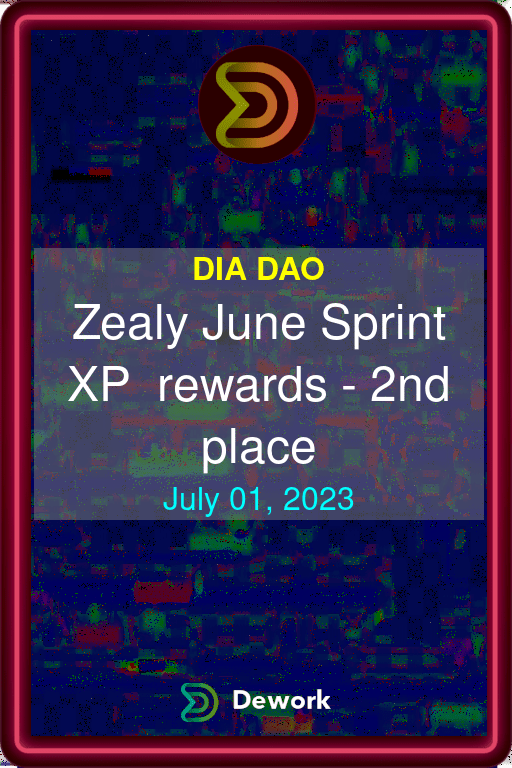 DIA DAO
Zealy June Sprint
XP  rewards - 2nd
place
July 01, 2023
Dework